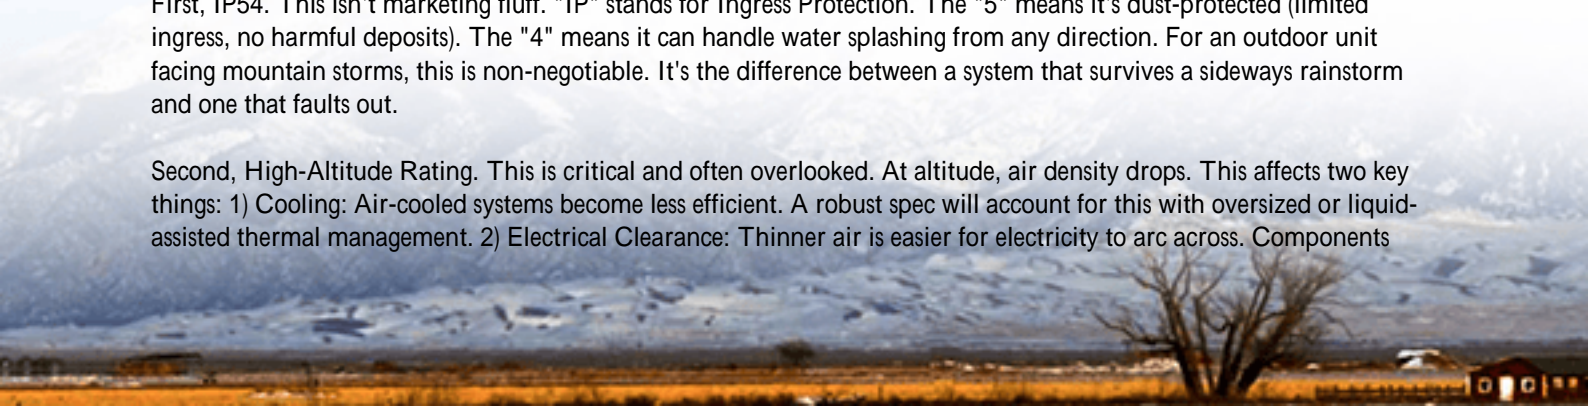 First, IP54. This isn't marketing fluff. "IP" stands for Ingress Protection. The "5" means it's dust-protected (limited
ingress, no harmful deposits). The "4" means it can handle water splashing from any direction. For an outdoor unit
facing mountain storms, this is non-negotiable. It's the difference between a system that survives a sideways rainstorm
and one that faults out.
Second, High-Altitude Rating. This is critical and often overlooked. At altitude, air density drops. This affects two key
things: 1) Cooling: Air-cooled systems become less efficient. A robust spec will account for this with oversized or liquid-
assisted thermal management. 2) Electrical Clearance: Thinner air is easier for electricity to arc across. Components